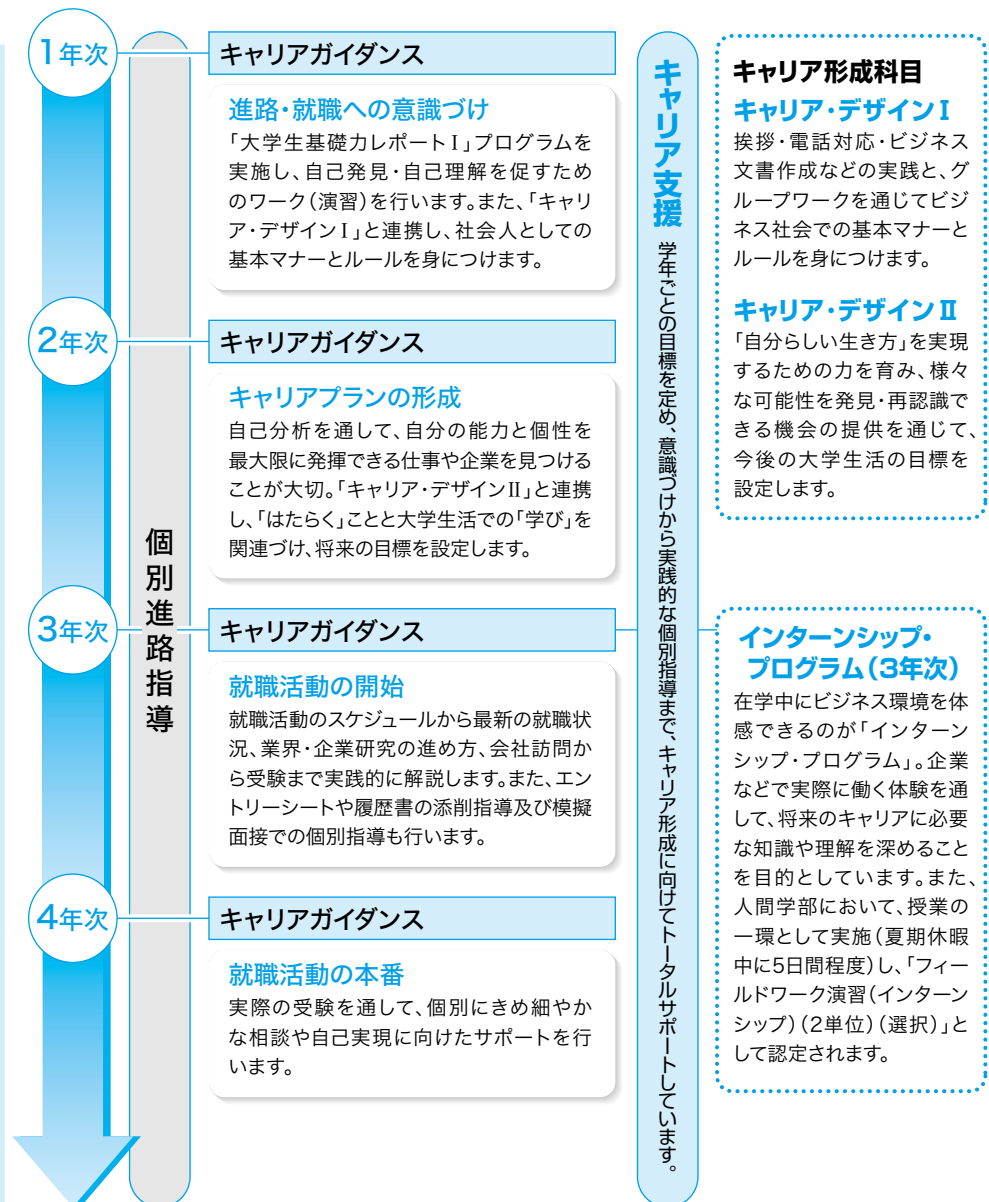 1年次
キャリアガイダンス
進路・就職への意識づけ
「大学生基礎力レポートⅠ」プログラムを
実施し、自己発見・自己理解を促すため
のワーク(演習)を行います。また、「キャリ
ア・デザインⅠ」と連携し、社会人としての
基本マナーとルールを身につけます。
2年次
キャリアガイダンス
キャリアプランの形成
自己分析を通して、自分の能力と個性を
最大限に発揮できる仕事や企業を見つける
ことが大切。「キャリア・デザインⅡ」と連携
し、「はたらく」ことと大学生活での「学び」を
関連づけ、将来の目標を設定します。
3年次
キャリアガイダンス
就職活動の開始
就職活動のスケジュールから最新の就職状
況、業界・企業研究の進め方、会社訪問か
ら受験まで実践的に解説します。また、エン
トリーシートや履歴書の添削指導及び模擬
面接での個別指導も行います。
4年次
キャリアガイダンス
就職活動の本番
実際の受験を通して、個別にきめ細やか
な相談や自己実現に向けたサポートを行
います。
個別進路指導
キャリア支援 学年ごとの目標を定め、意識づけから実践的な個別指導まで、キャリア形成に向けてトータルサポートしています。
キャリア形成科目
キャリア・デザインⅠ
挨拶・電話対応・ビジネス
文書作成などの実践と、グ
ループワークを通じてビジ
ネス社会での基本マナーと
ルールを身につけます。
キャリア・デザインⅡ
「自分らしい生き方」を実現
するための力を育み、様々
な可能性を発見・再認識で
きる機会の提供を通じて、
今後の大学生活の目標を
設定します。
インターンシップ・
プログラム(3年次)
在学中にビジネス環境を体
感できるのが「インターン
シップ・プログラム」。企業
などで実際に働く体験を通
して、将来のキャリアに必要
な知識や理解を深めること
を目的としています。また、
人間学部において、授業の
一環として実施(夏期休暇
中に5日間程度)し、「フィー
ルドワーク演習(インターン
シップ)(2単位)(選択)」と
して認定されます。